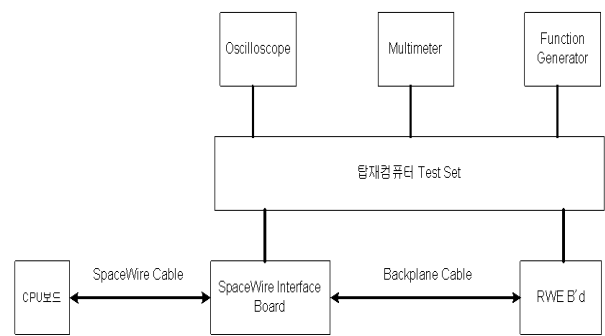 Oscilloscope
Multimeter
Function
Generator
탑재컴퓨터 Test Set
SpaceWire Cable
Backplane Cable
CPU보드
SpaceWire Interface
Board
RWE B'd